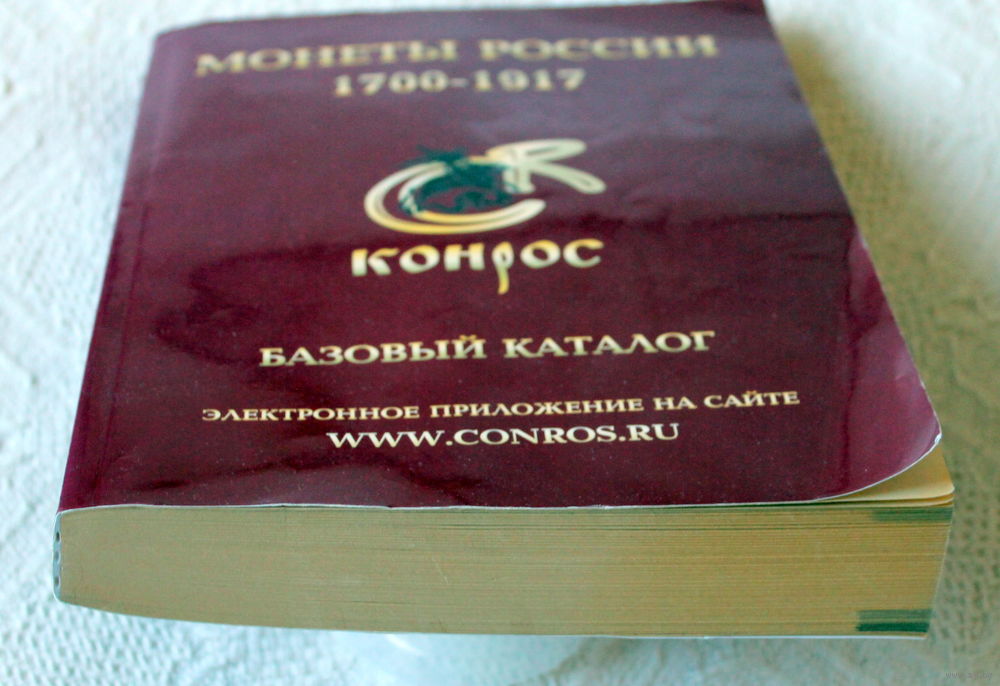 МОНЕТЫ РОССИИ
1700-1917
КОНРОС
БАЗОВЫЙ КАТАЛОГ
ЭЛЕКТРОННОЕ ПРИЛОЖЕНИЕ НА САЙТЕ
WWW.CONROS.RU